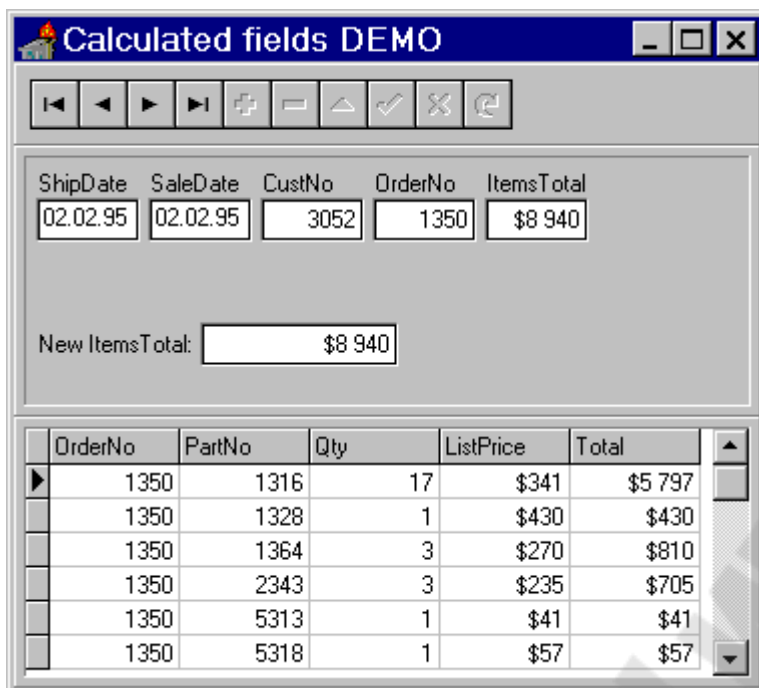 Calculated fields DEMO
ShipDate SaleDate CustNo OrderNo ItemsTotal
02.02.95 02.02.95 3052 1350 $8 940
New ItemsTotal: $8 940
OrderNo PartNo Qty ListPrice Total
1350 1316 17 $341 $5 797
1350 1328 1 $430 $430
1350 1364 3 $270 $810
1350 2343 3 $235 $705
1350 5313 1 $41 $41
1350 5318 1 $57 $57